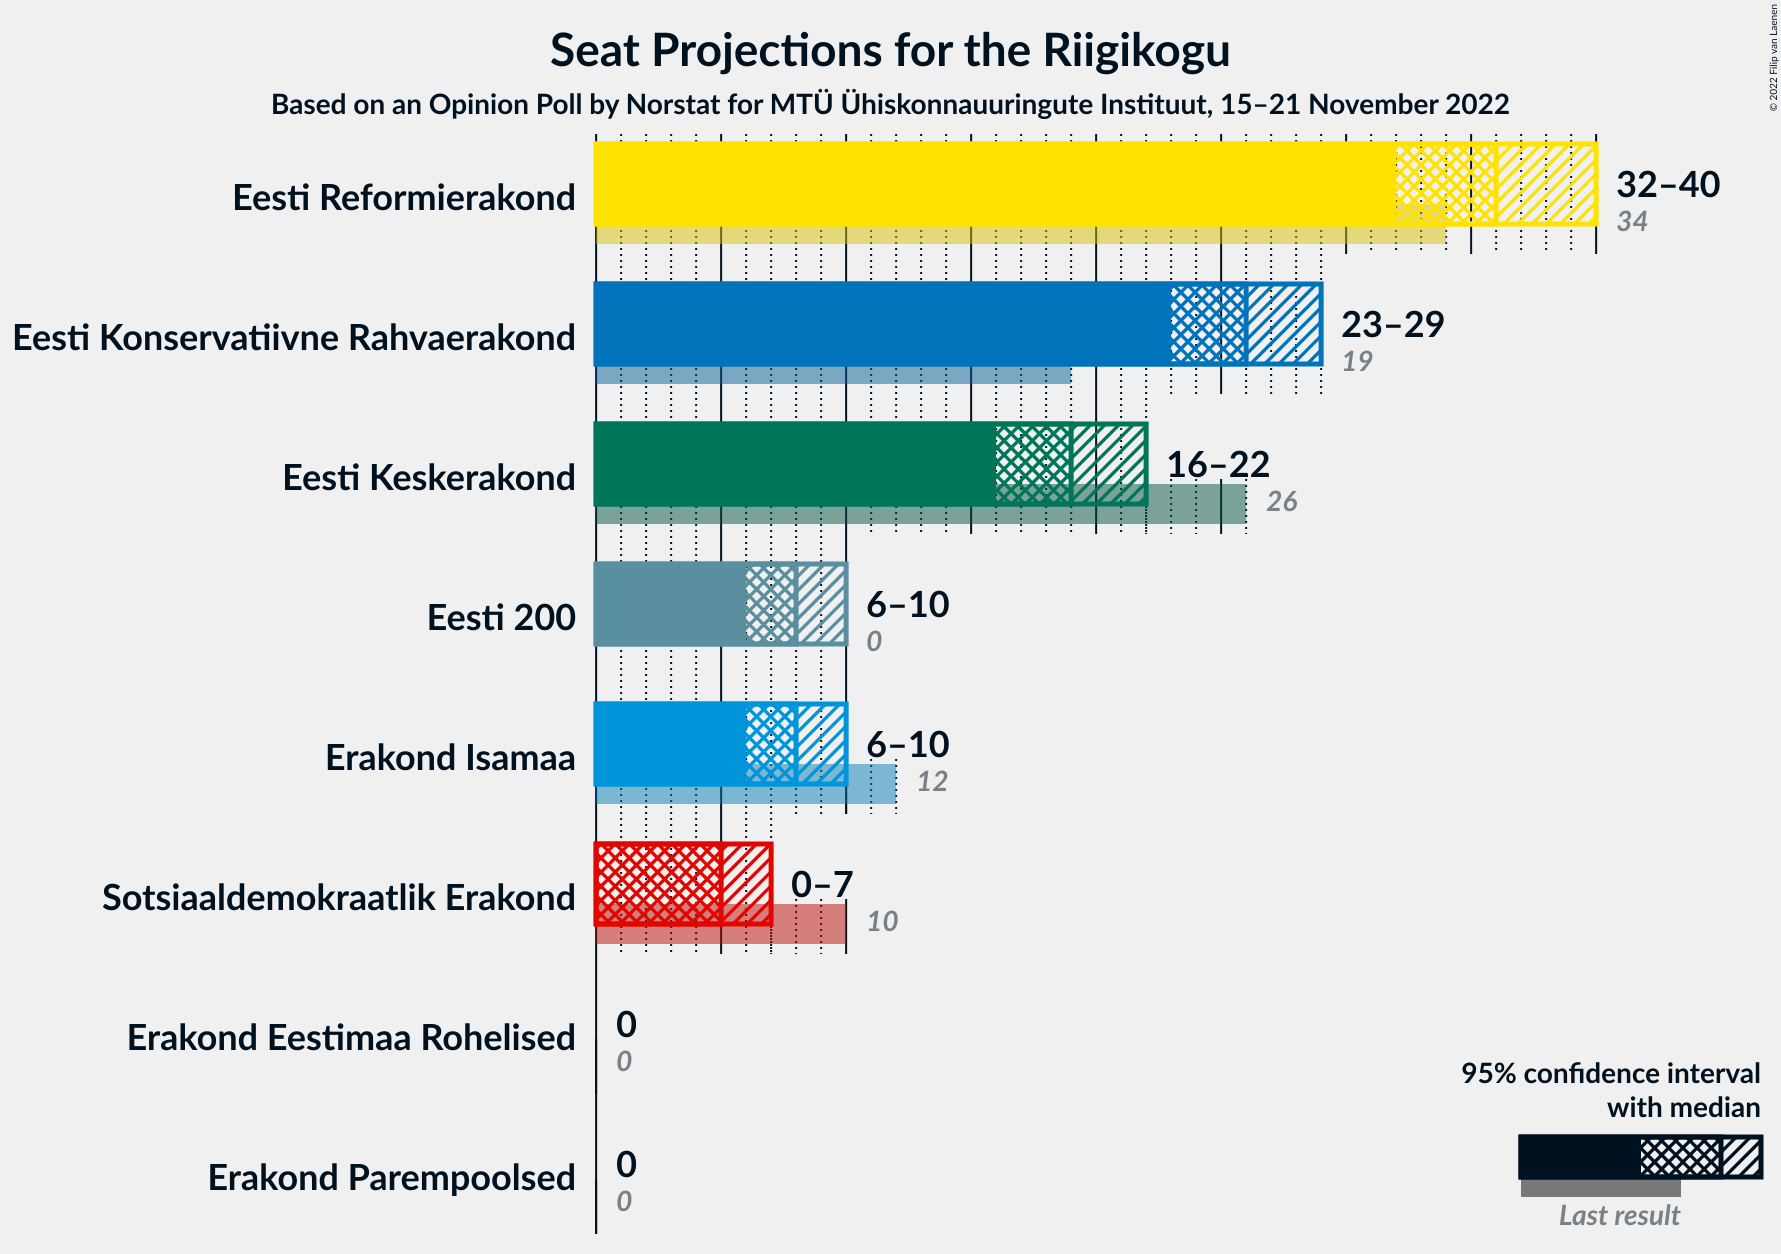 Seat Projections for the Riigikogu
Based on an Opinion Poll by Norstat for MTÜ Ühiskonnauuringute Instituut, 15–21 November 2022
© 2022 Filip van Laenen
Eesti Reformierakond
32–40
34
Eesti Konservatiivne Rahvaerakond
23–29
19
Eesti Keskerakond
16–22
26
Eesti 200
6–10
0
Erakond Isamaa
6–10
12
Sotsiaaldemokraatlik Erakond
0–7
10
Erakond Eestimaa Rohelised
0
0
Erakond Parempoolsed
0
0
95% confidence interval
with median
Last result